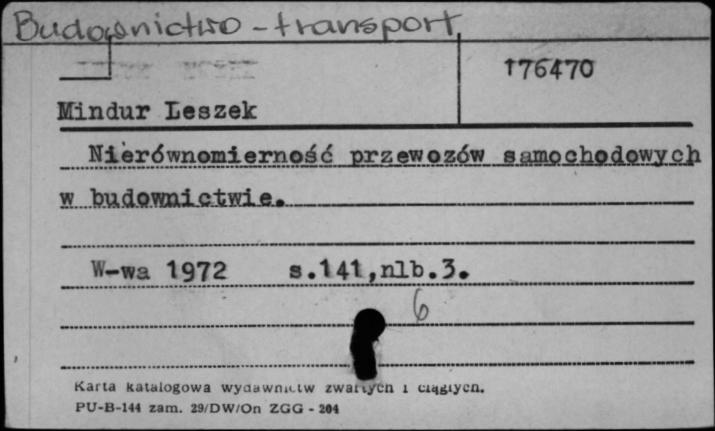 Budownictwo - transport
176470
Mindur Leszek
Nierównomierność przewozów samochodowych
w budownictwie.
W-wa 1972 s.141,nlb.3.
6
Karta katalogowa wydawnictw zwartych i ciągłych.
PU-B-144 zam. 29/DW/On ZGG - 204